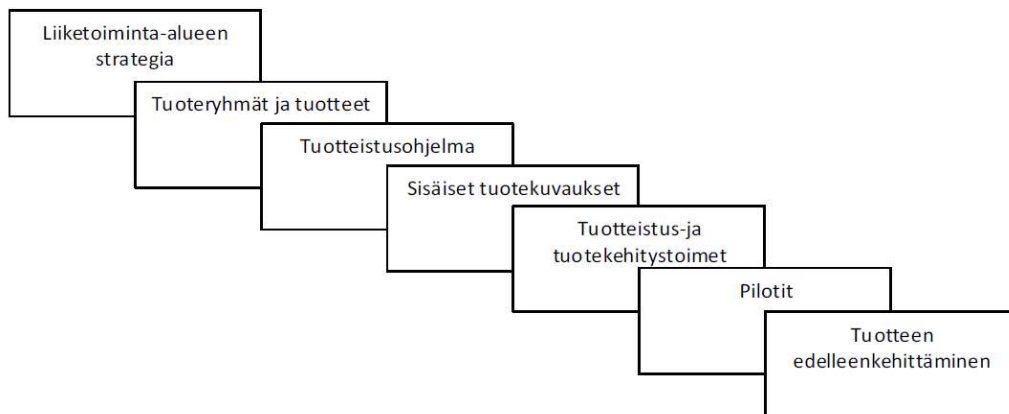 Liiketoiminta-alueen
strategia
Tuoteryhmät ja tuotteet
Tuotteistusohjelma
Sisäiset tuotekuvaukset
Tuotteistus-ja
tuotekehitystoimet
Pilotit
Tuotteen
edelleenkehittäminen